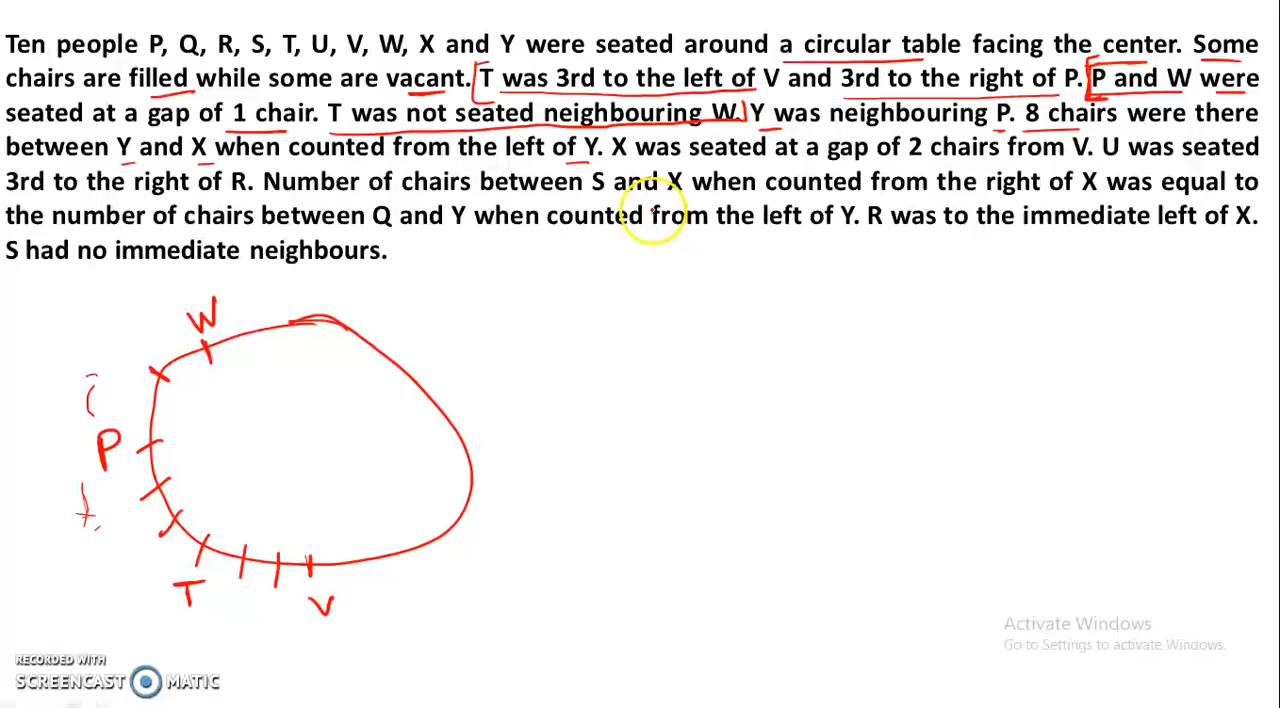 Ten people P, Q, R, S, T, U, V, W, X and Y were seated around a circular table facing the center. Some
chairs are filled while some are vacant. T was 3rd to the left of V and 3rd to the right of P. P and W were
seated at a gap of 1 chair. T was not seated neighbouring W. Y was neighbouring P. 8 chairs were there
between Y and X when counted from the left of Y. X was seated at a gap of 2 chairs from V. U was seated
3rd to the right of R. Number of chairs between S and X when counted from the right of X was equal to
the number of chairs between Q and Y when counted from the left of Y. R was to the immediate left of X.
S had no immediate neighbours.
W
P
T
V
Activate Windows
Go to Settings to activate Windows.
RECORDED WITH
SCREENCAST MATIC